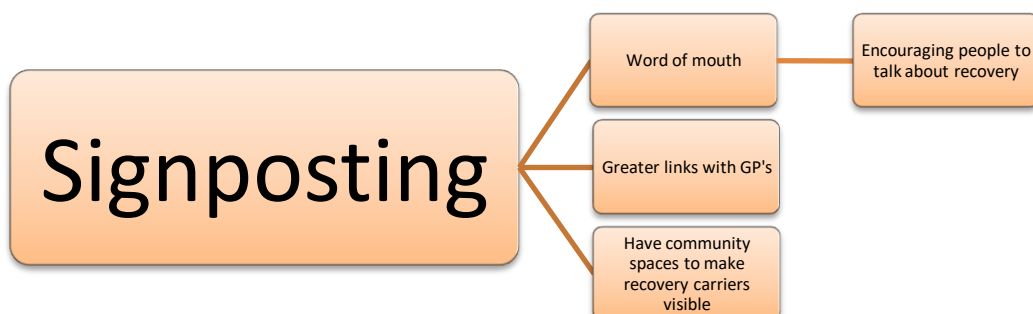 Signposting
Word of mouth
Encouraging people to
talk about recovery
Greater links with GP's
Have community
spaces to make
recovery carriers
visible